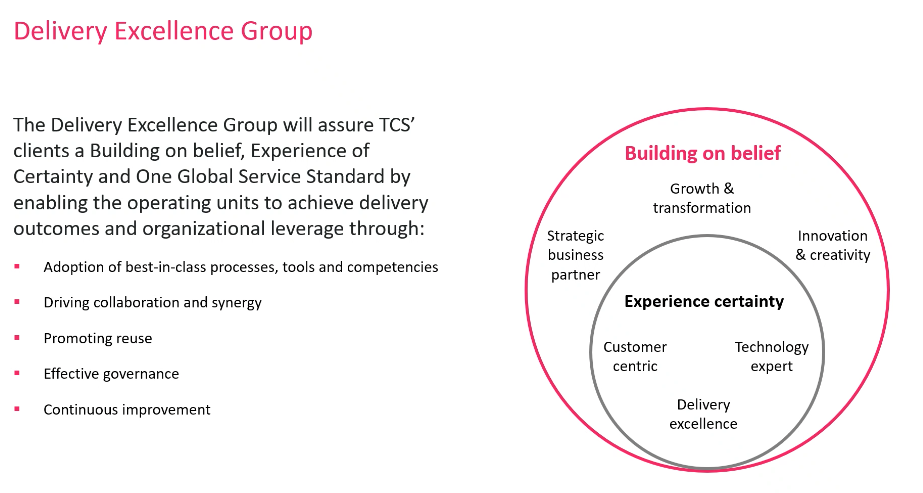 Delivery Excellence Group
The Delivery Excellence Group will assure TCS'
clients a Building on belief, Experience of
Certainty and One Global Service Standard by
enabling the operating units to achieve delivery
outcomes and organizational leverage through:
▪ Adoption of best-in-class processes, tools and competencies
▪ Driving collaboration and synergy
▪ Promoting reuse
▪ Effective governance
▪ Continuous improvement
Building on belief
Growth &
transformation
Strategic
business
partner
Innovation
& creativity
Experience certainty
Customer
centric
Technology
expert
Delivery
excellence